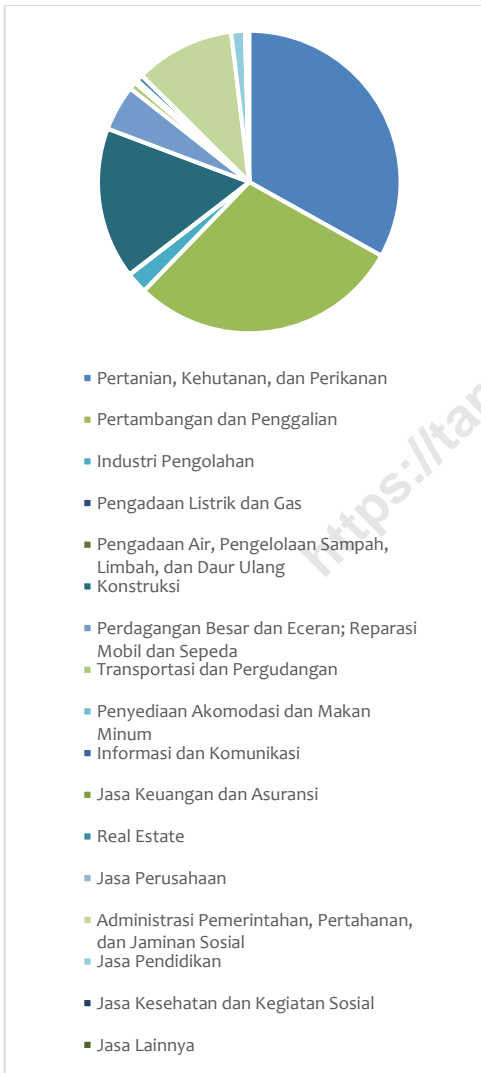 Pertanian, Kehutanan, dan Perikanan
Pertambangan dan Penggalian
Industri Pengolahan
Pengadaan Listrik dan Gas
Pengadaan Air, Pengelolaan Sampah,
Limbah, dan Daur Ulang
Konstruksi
Perdagangan Besar dan Eceran; Reparasi
Mobil dan Sepeda
Transportasi dan Pergudangan
Penyediaan Akomodasi dan Makan
Minum
Informasi dan Komunikasi
Jasa Keuangan dan Asuransi
Real Estate
Jasa Perusahaan
Administrasi Pemerintahan, Pertahanan,
dan Jaminan Sosial
Jasa Pendidikan
Jasa Kesehatan dan Kegiatan Sosial
Jasa Lainnya